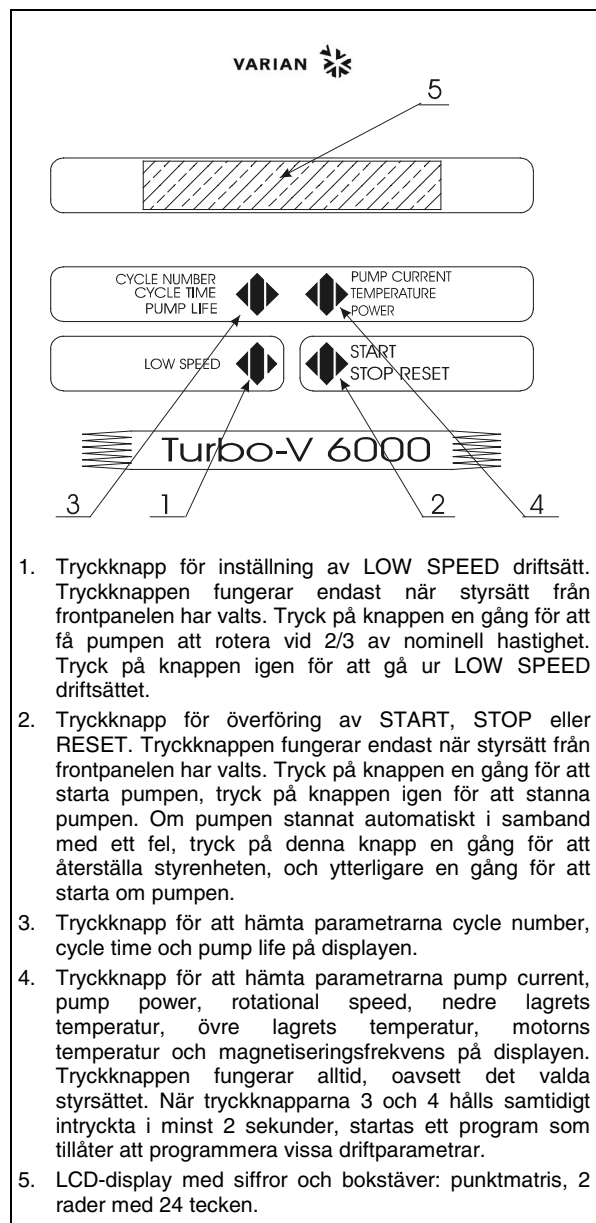 VARIAN
5
CYCLE NUMBER
CYCLE TIME
PUMP LIFE
PUMP CURRENT
TEMPERATURE
POWER
LOW SPEED
START
STOP RESET
Turbo-V 6000
3 1 2 4
1. Tryckknapp för inställning av LOW SPEED driftsätt.
Tryckknappen fungerar endast när styrsätt från
frontpanelen har valts. Tryck på knappen en gång för att
få pumpen att rotera vid 2/3 av nominell hastighet.
Tryck på knappen igen för att gå ur LOW SPEED
driftsättet.
2. Tryckknapp för överföring av START, STOP eller
RESET. Tryckknappen fungerar endast när styrsätt från
frontpanelen har valts. Tryck på knappen en gång för att
starta pumpen, tryck på knappen igen för att stanna
pumpen. Om pumpen stannat automatiskt i samband
med ett fel, tryck på denna knapp en gång för att
återställa styrenheten, och ytterligare en gång för att
starta om pumpen.
3. Tryckknapp för att hämta parametrarna cycle number,
cycle time och pump life på displayen.
4. Tryckknapp för att hämta parametrarna pump current,
pump power, rotational speed, nedre lagrets
temperatur, övre lagrets temperatur, motorns
temperatur och magnetiseringsfrekvens på displayen.
Tryckknappen fungerar alltid, oavsett det valda
styrsättet. När tryckknapparna 3 och 4 hålls samtidigt
intryckta i minst 2 sekunder, startas ett program som
tillåter att programmera vissa driftparametrar.
5. LCD-display med siffror och bokstäver: punktmatris, 2
rader med 24 tecken.